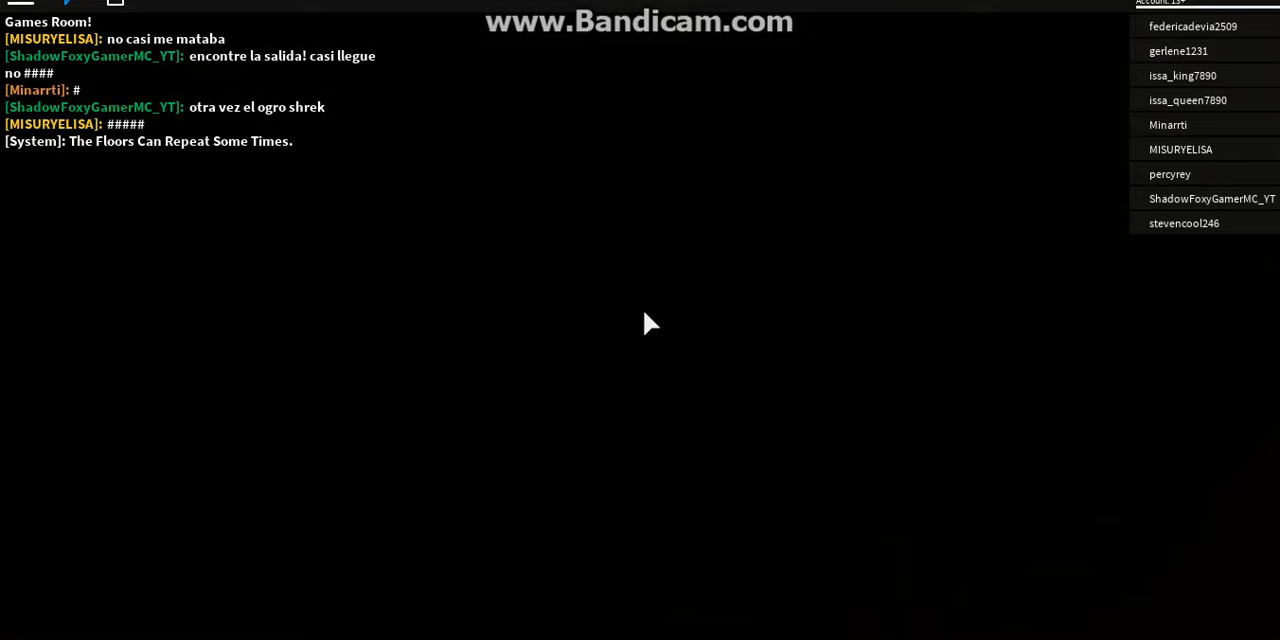 Account: 13+
www.Bandicam.com
Games Room!
[MISURYELISA]: no casi me mataba
[ShadowFoxyGamerMC_YT]: encontre la salida! casi llegue
no ####
[Minarrti]: #
[ShadowFoxyGamerMC_YT]: otra vez el ogro shrek
[MISURYELISA]: #####
[System]: The Floors Can Repeat Some Times.
federicadevia2509
gerlene1231
issa_king7890
issa_queen7890
Minarrti
MISURYELISA
percyrey
ShadowFoxyGamerMC_YT
stevencool246